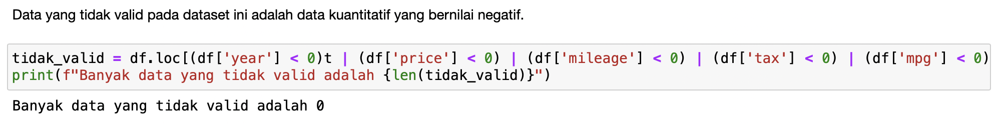 Data yang tidak valid pada dataset ini adalah data kuantitatif yang bernilai negatif.
tidak_valid = df.loc[(df['year'] < 0)t | (df['price'] < 0) | (df['mileage'] < 0) | (df['tax'] < 0) | (df['mpg'] < 0)
print(f"Banyak data yang tidak valid adalah {len(tidak_valid)}")
Banyak data yang tidak valid adalah 0